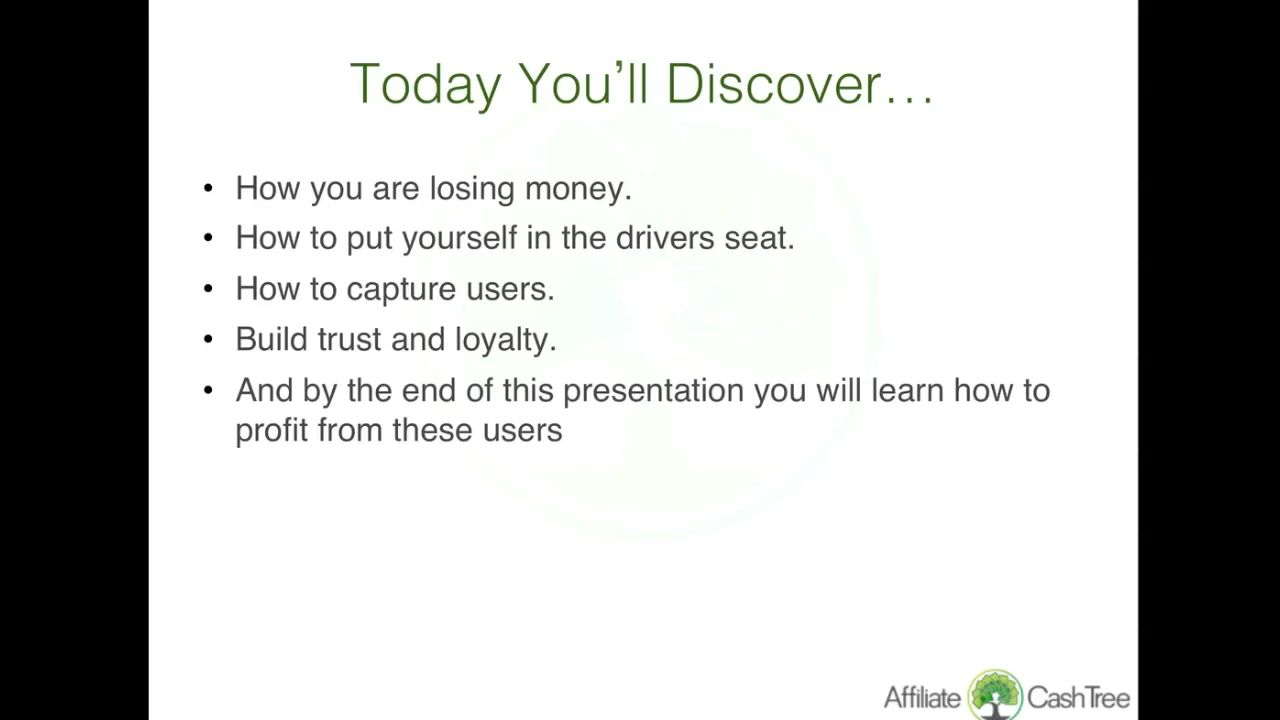 Today You’ll Discover…
• How you are losing money.
• How to put yourself in the drivers seat.
• How to capture users.
• Build trust and loyalty.
• And by the end of this presentation you will learn how to
profit from these users
Affiliate CashTree